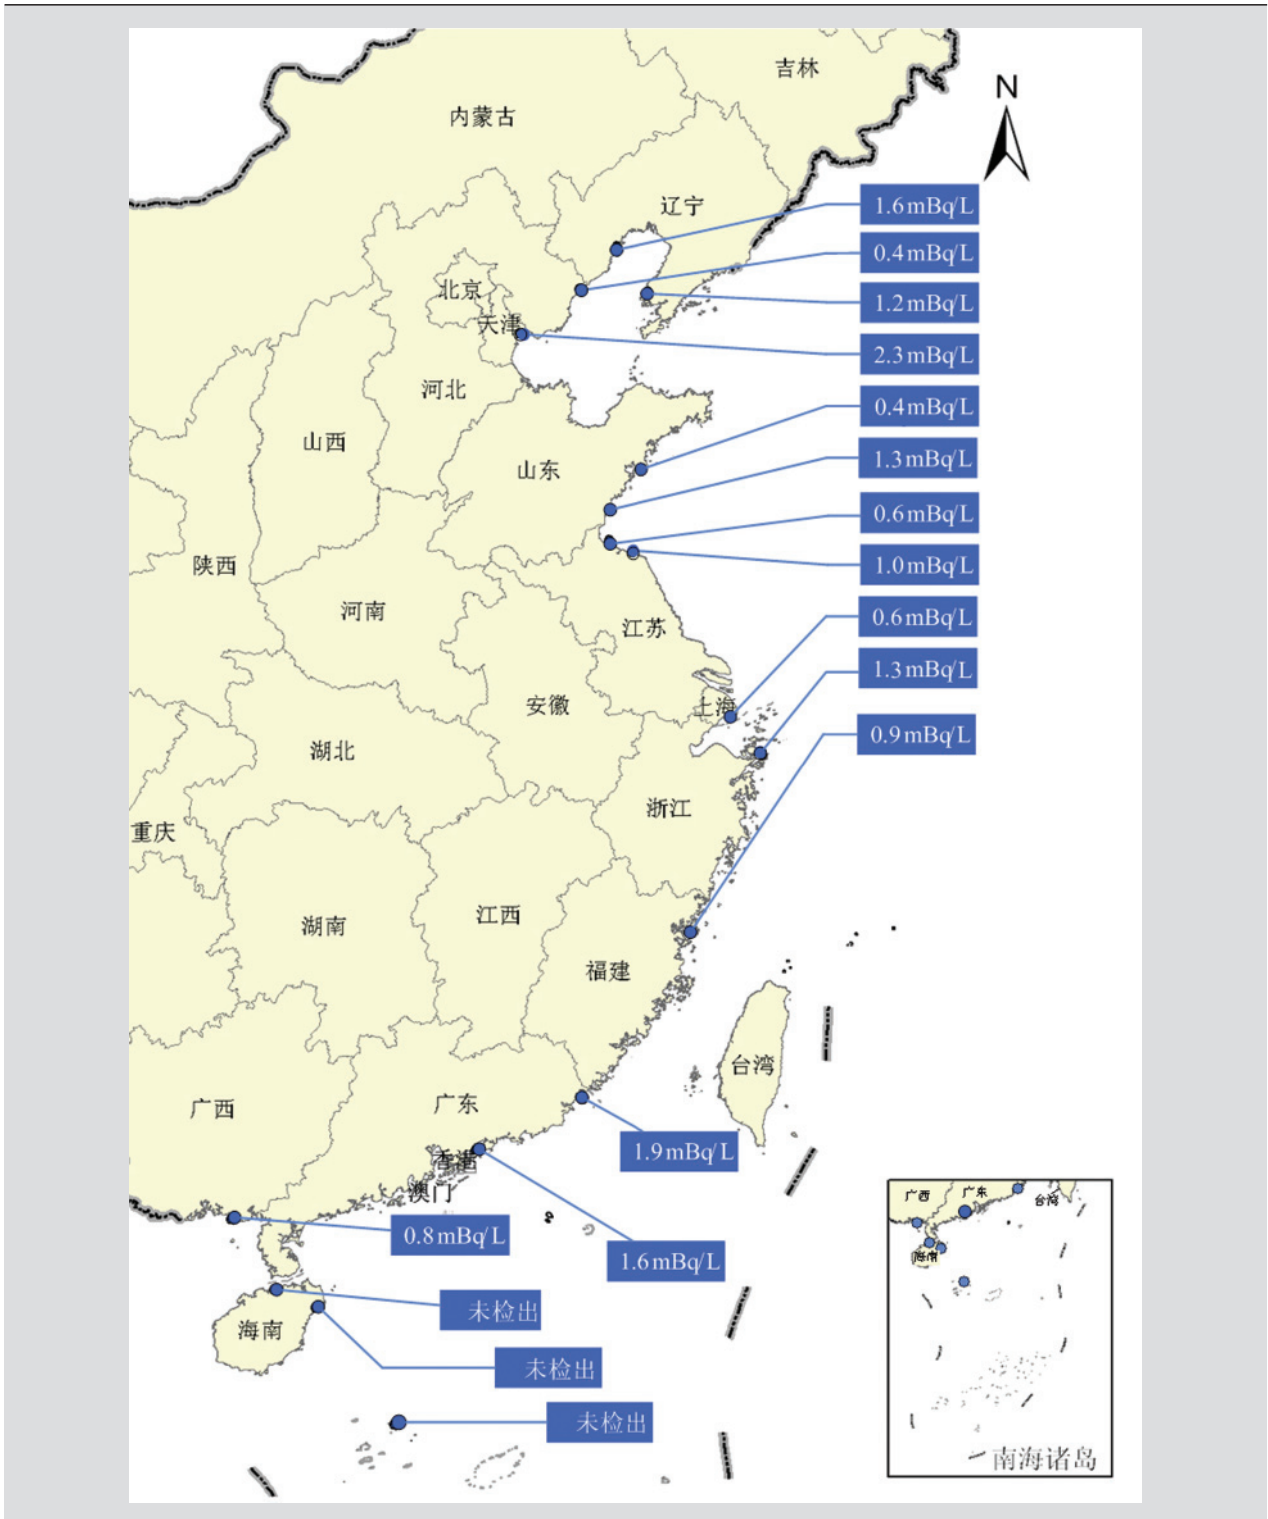 吉林
N
内蒙古
辽宁
1.6mBq/L
0.4mBq/L
北京
1.2mBq/L
天津
2.3mBq/L
河北
0.4mBq/L
山西
1.3mBq/L
山东
0.6mBq/L
陕西
1.0mBq/L
河南
0.6mBq/L
江苏
1.3mBq/L
安徽
上海
0.9mBq/L
湖北
浙江
重庆
湖南
江西
福建
台湾
广西
广东
1.9mBq/L
香港
澳门
0.8mBq/L
1.6mBq/L
未检出
海南
未检出
未检出
广西
广东
台湾
海南
南海诸岛